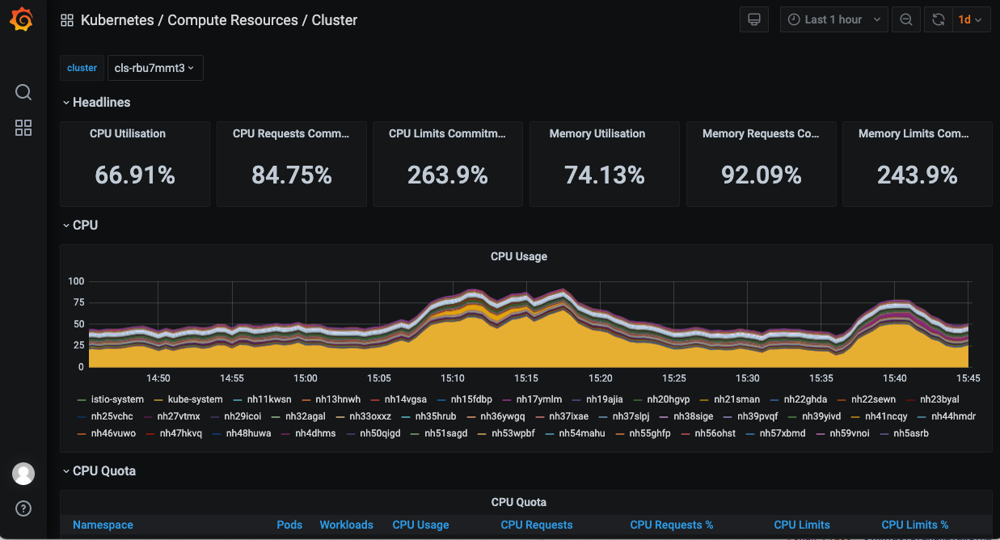 Kubernetes / Compute Resources / Cluster
Last 1 hour
1d
cluster
cls-rbu7mmt3
Headlines
CPU Utilisation
CPU Requests Comm...
CPU Limits Commitm...
Memory Utilisation
Memory Requests Co...
Memory Limits Com...
66.91%
84.75%
263.9%
74.13%
92.09%
243.9%
CPU
CPU Usage
100
75
50
25
0
14:50 14:55 15:00 15:05 15:10 15:15 15:20 15:25 15:30 15:35 15:40 15:45
istio-system kube-system nh11kwsn nh13hnwh nh14vgsa nh15fdbp nh17ymlm nh19ajia nh20hgvp nh21sman nh22ghda nh22sewn nh23byal
nh25vchc nh27vtmx nh29icoi nh32agal nh33oxxz nh35hrub nh36ywgq nh37ixae nh37slpj nh38sige nh39pvqf nh39yivd nh41ncqy nh44hmdr
nh46vuwo nh47hkvq nh48huwa nh4dhms nh50qigd nh51sagd nh53wpbf nh54mahu nh55ghfp nh56ohst nh57xbmd nh59vnoi nh5asrb
CPU Quota
CPU Quota
Namespace Pods Workloads CPU Usage CPU Requests CPU Requests % CPU Limits CPU Limits %